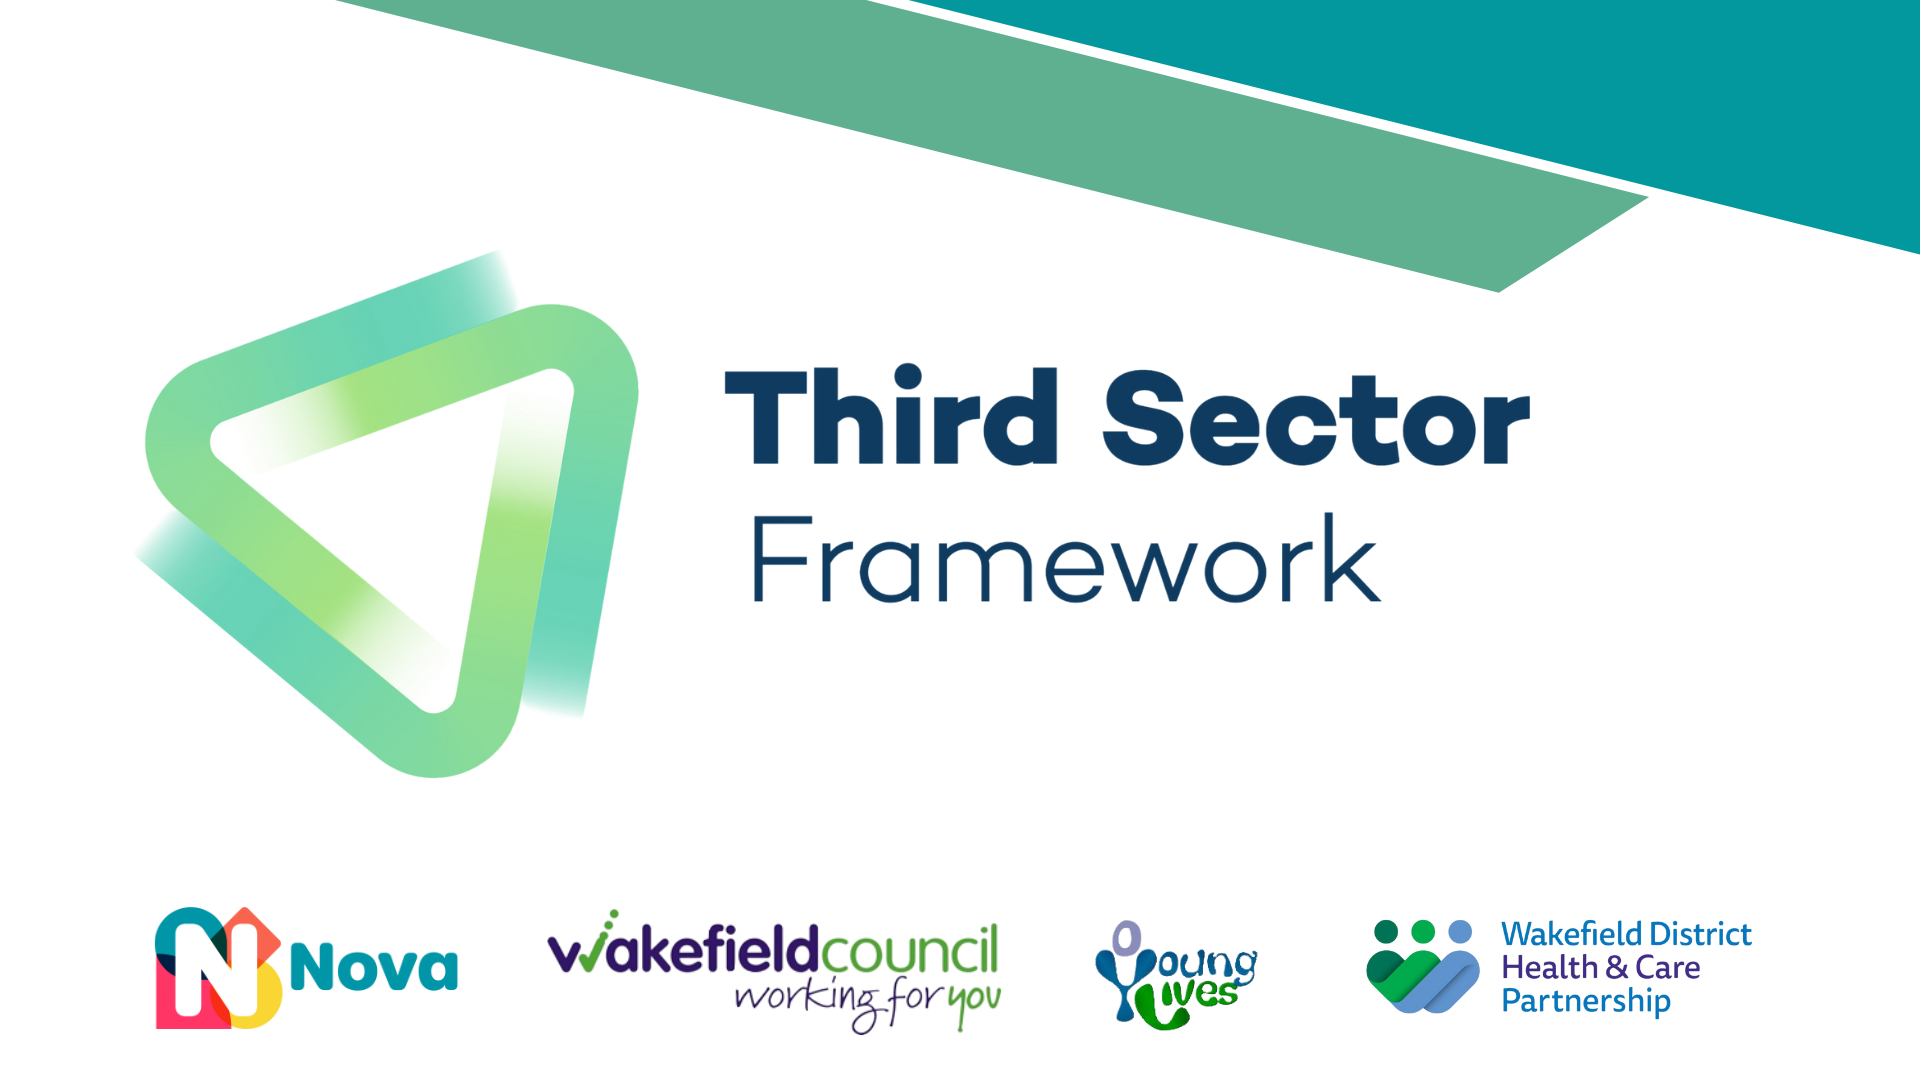 Third Sector
Framework
N Nova
wakefieldcouncil
working for you
Young
Lives
Wakefield District
Health & Care
Partnership